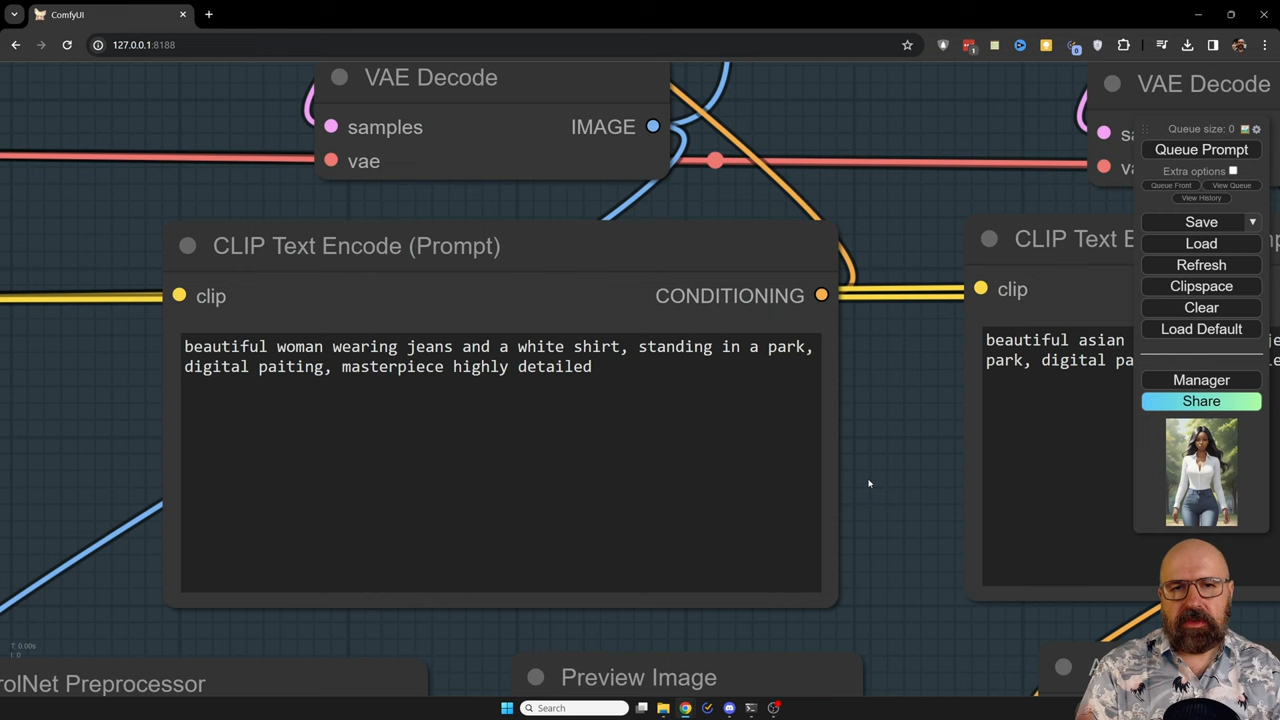 ComfyUI
127.0.0.1:8188
VAE Decode
samples
IMAGE
vae
VAE Decode
Queue size: 0
Queue Prompt
Extra options
Queue Front
View Queue
View History
Save
Load
Refresh
Clipspace
Clear
Load Default
Manager
Share
CLIP Text Encode (Prompt)
clip
CONDITIONING
beautiful woman wearing jeans and a white shirt, standing in a park,
digital paiting, masterpiece highly detailed
CLIP Text
clip
beautiful asian
park, digital
T: 0.00s
I: 0
Preprocessor
Preview Image
Search